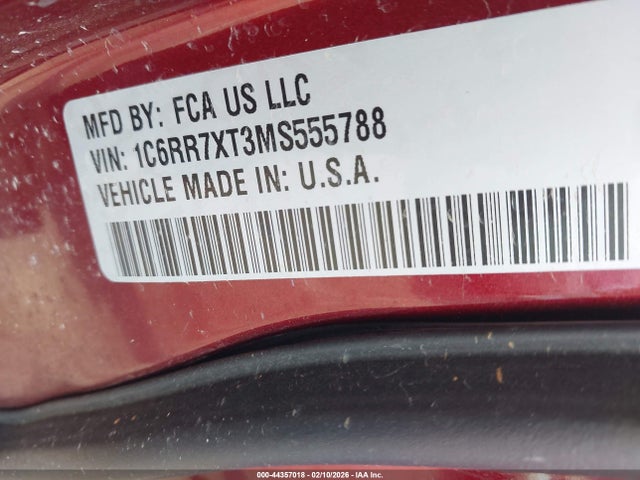 MFD BY: FCA US LLC
VIN: 1C6RR7XT3MS555788
VEHICLE MADE IN: U.S.A.
000-44357018 - 02/10/2026 - IAA Inc.